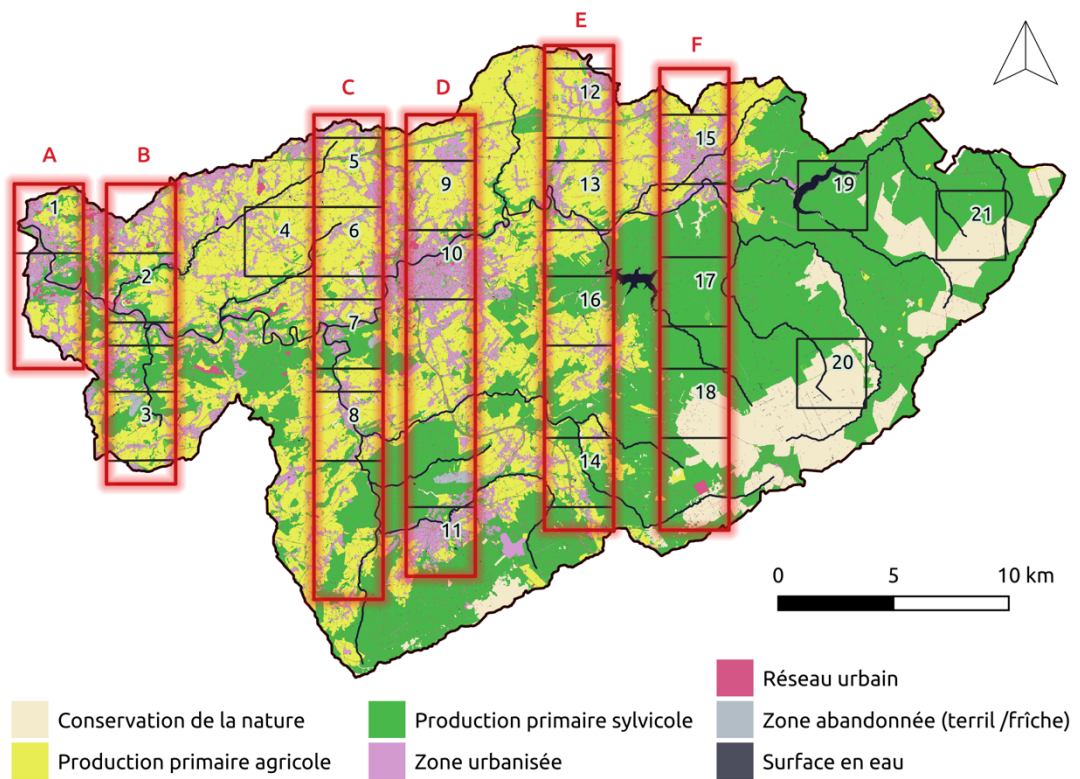 E
F
C
D
A
B
12
15
5
1
9
13
19
4
6
21
2
10
17
16
7
20
3
8
18
14
11
0 5 10 km
Réseau urbain
Conservation de la nature
Production primaire sylvicole
Zone abandonnée (terril /frîche)
Production primaire agricole
Zone urbanisée
Surface en eau